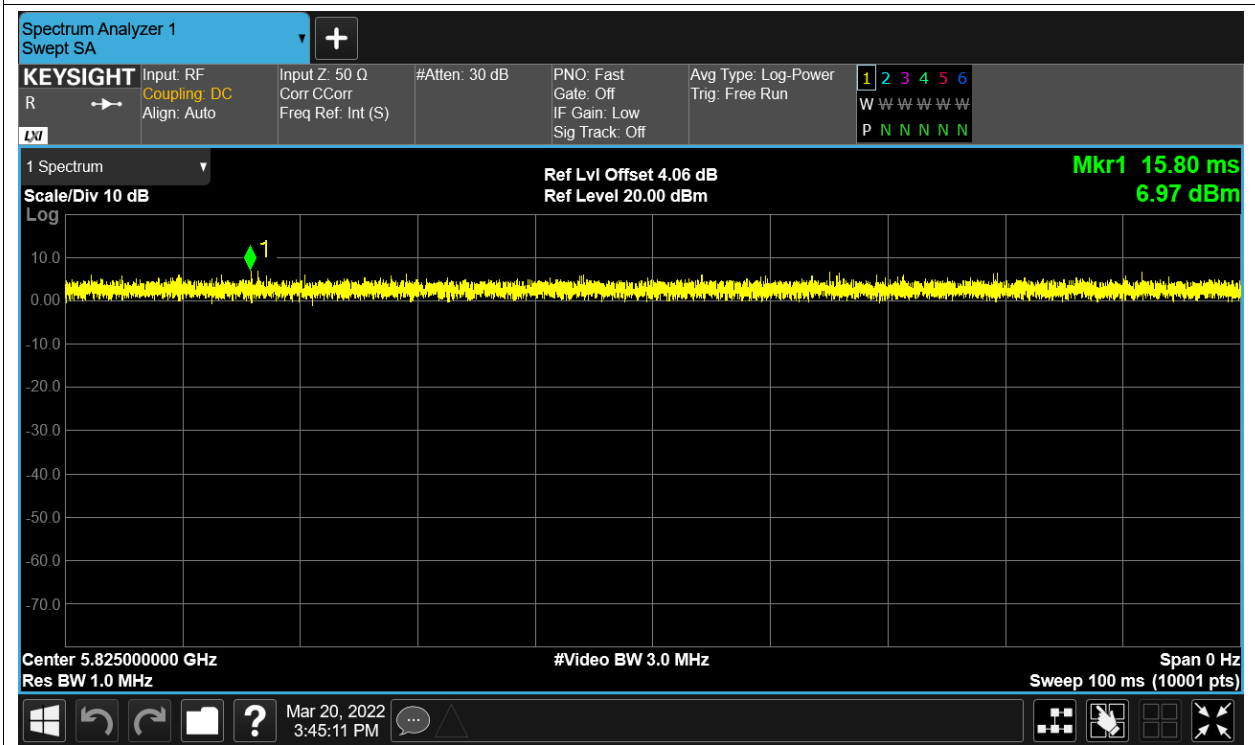 Spectrum Analyzer 1
Swept SA
KEYSIGHT
R
LXI
Input: RF
Coupling: DC
Align: Auto
Input Z: 50 Ω
Corr CCorr
Freq Ref: Int (S)
#Atten: 30 dB
PNO: Fast
Gate: Off
IF Gain: Low
Sig Track: Off
Avg Type: Log-Power
Trig: Free Run
1 2 3 4 5 6
W W W W W W
P N N N N N
1 Spectrum
Scale/Div 10 dB
Log
Ref Lvl Offset 4.06 dB
Ref Level 20.00 dBm
Mkr1 15.80 ms
6.97 dBm
1
10.0
0.00
-10.0
-20.0
-30.0
-40.0
-50.0
-60.0
-70.0
Center 5.825000000 GHz
Res BW 1.0 MHz
#Video BW 3.0 MHz
Span 0 Hz
Sweep 100 ms (10001 pts)
?
Mar 20, 2022
3:45:11 PM